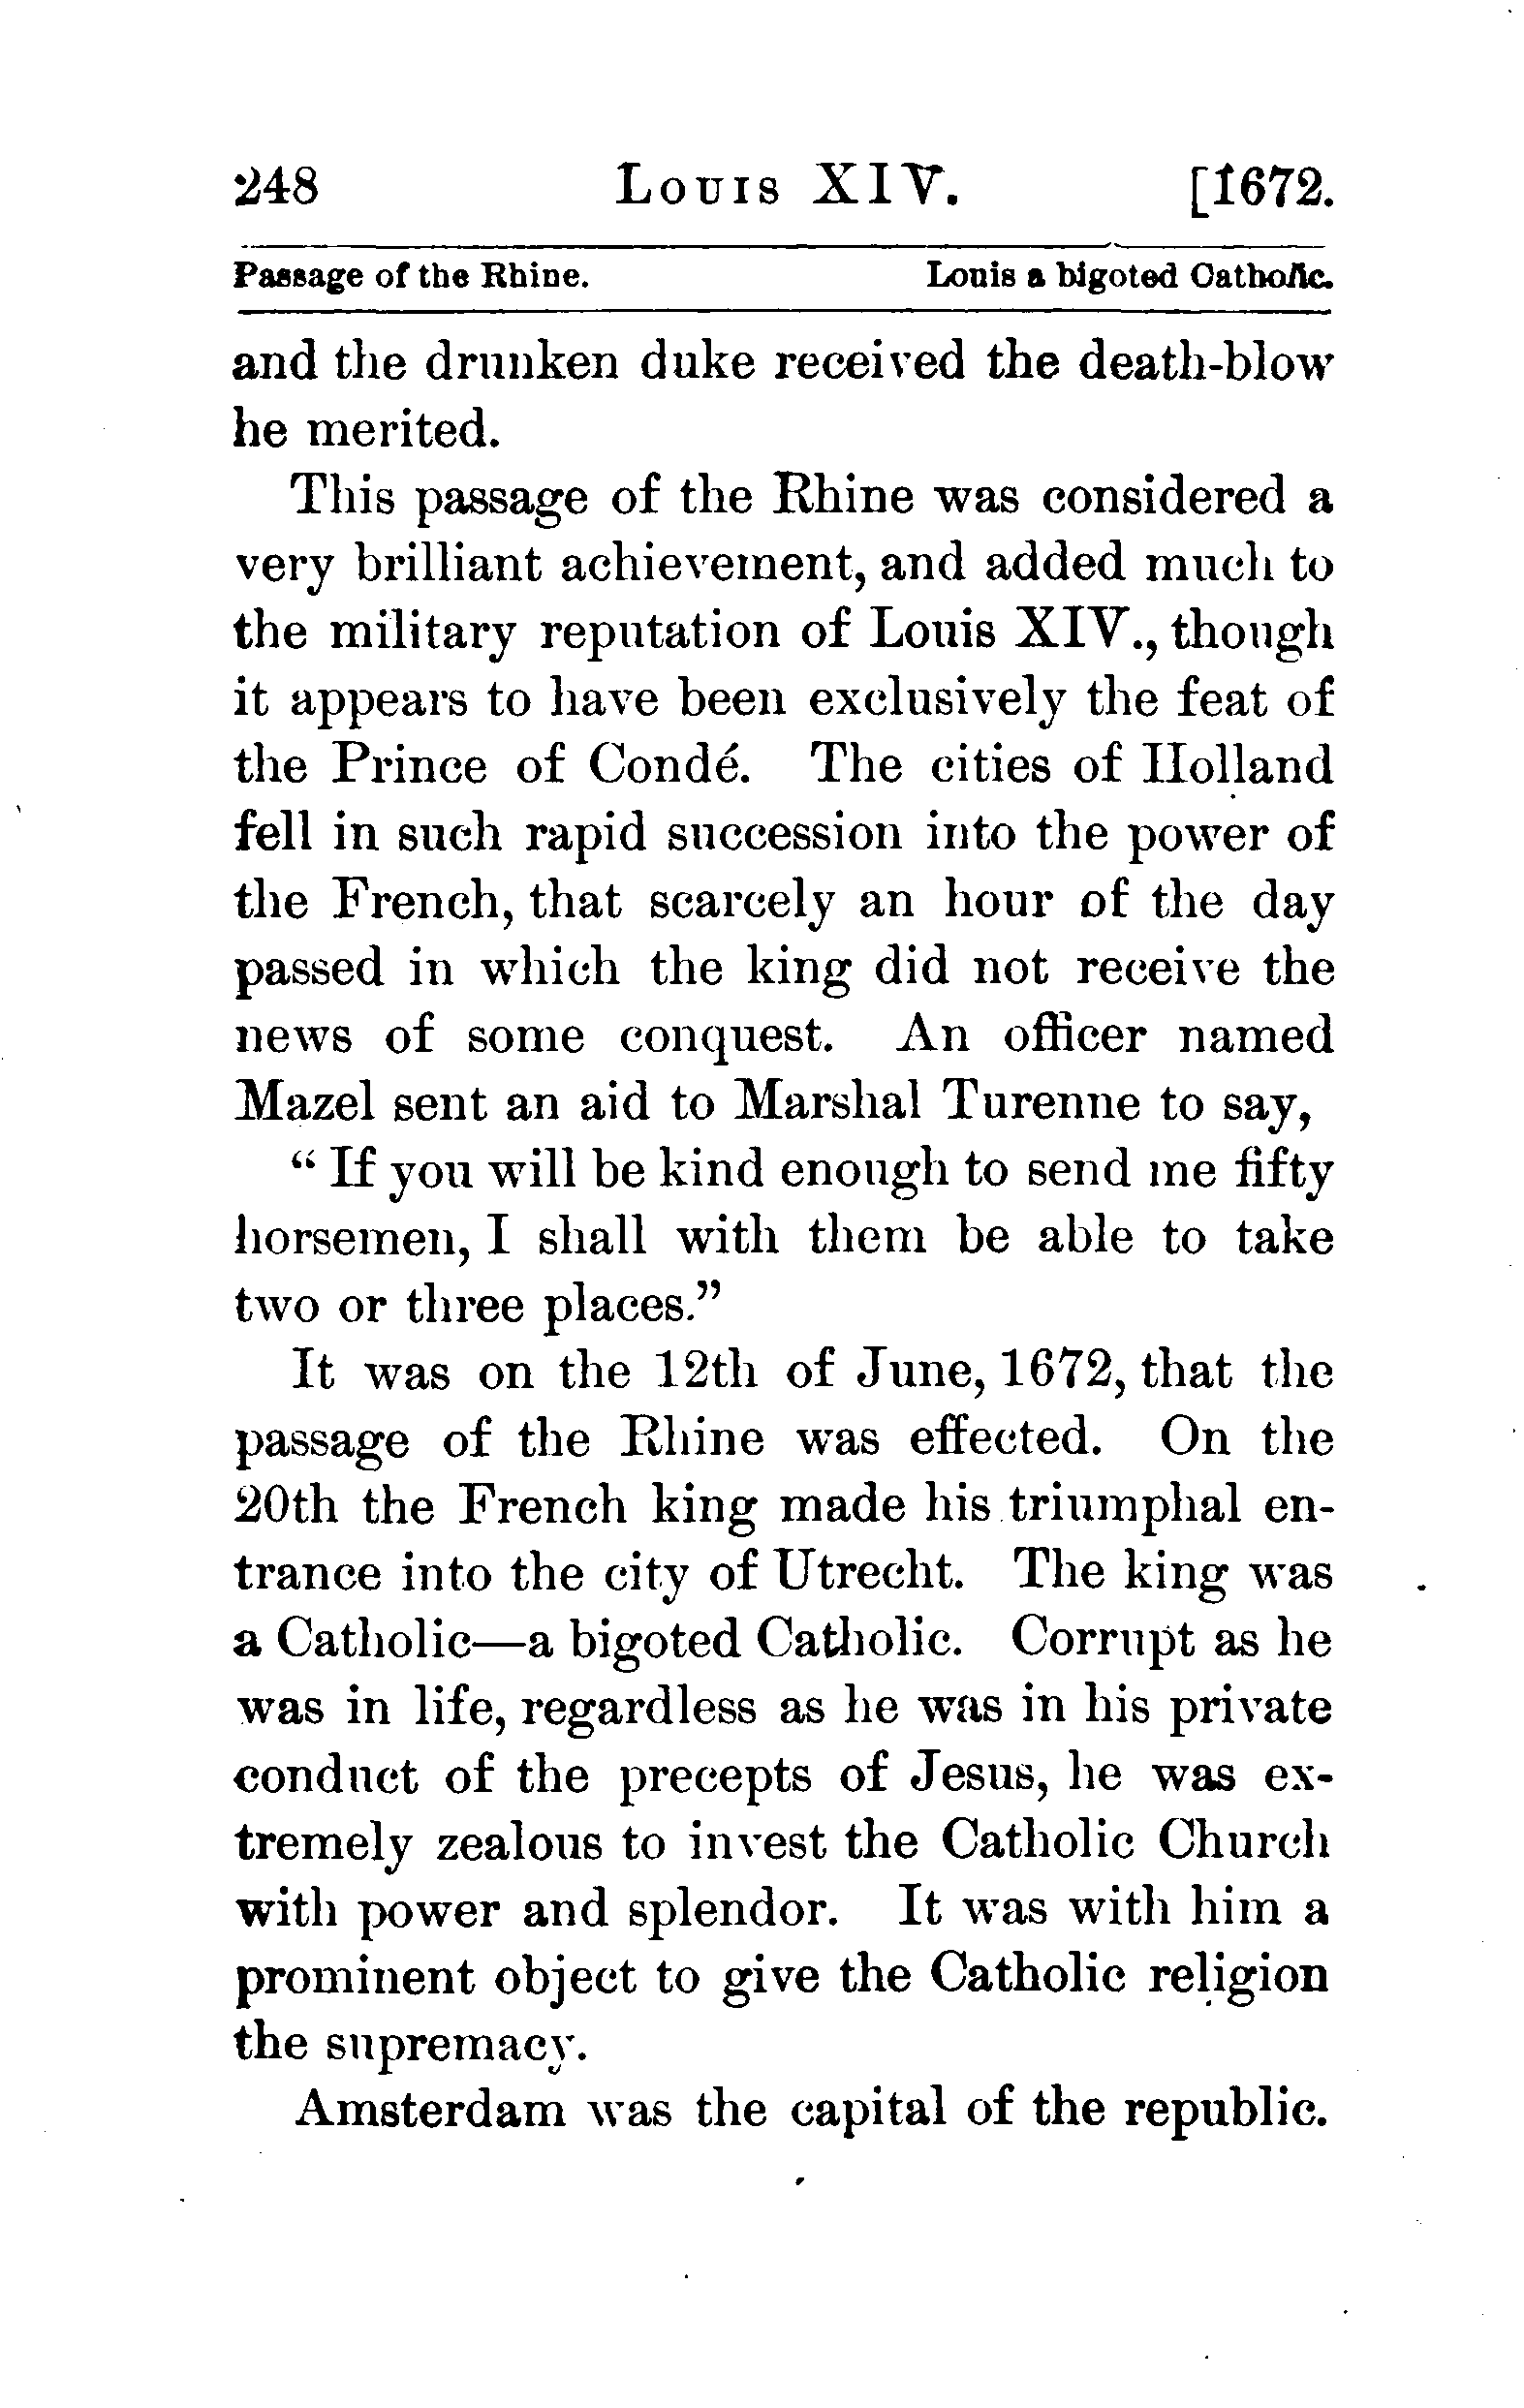 248 Louis XIV. [1672.
Passage of the Rhine. Louis a bigoted Catholic.
and the drunken duke received the death-blow
he merited.
This passage of the Rhine was considered a
very brilliant achievement, and added much to
the military reputation of Louis XIV., though
it appears to have been exclusively the feat of
the Prince of Condé. The cities of Holland
fell in such rapid succession into the power of
the French, that scarcely an hour of the day
passed in which the king did not receive the
news of some conquest. An officer named
Mazel sent an aid to Marshal Turenne to say,
“If you will be kind enough to send me fifty
horsemen, I shall with them be able to take
two or three places.”
It was on the 12th of June, 1672, that the
passage of the Rhine was effected. On the
20th the French king made his triumphal en-
trance into the city of Utrecht. The king was
a Catholic—a bigoted Catholic. Corrupt as he
was in life, regardless as he was in his private
conduct of the precepts of Jesus, he was ex-
tremely zealous to invest the Catholic Church
with power and splendor. It was with him a
prominent object to give the Catholic religion
the supremacy.
Amsterdam was the capital of the republic.